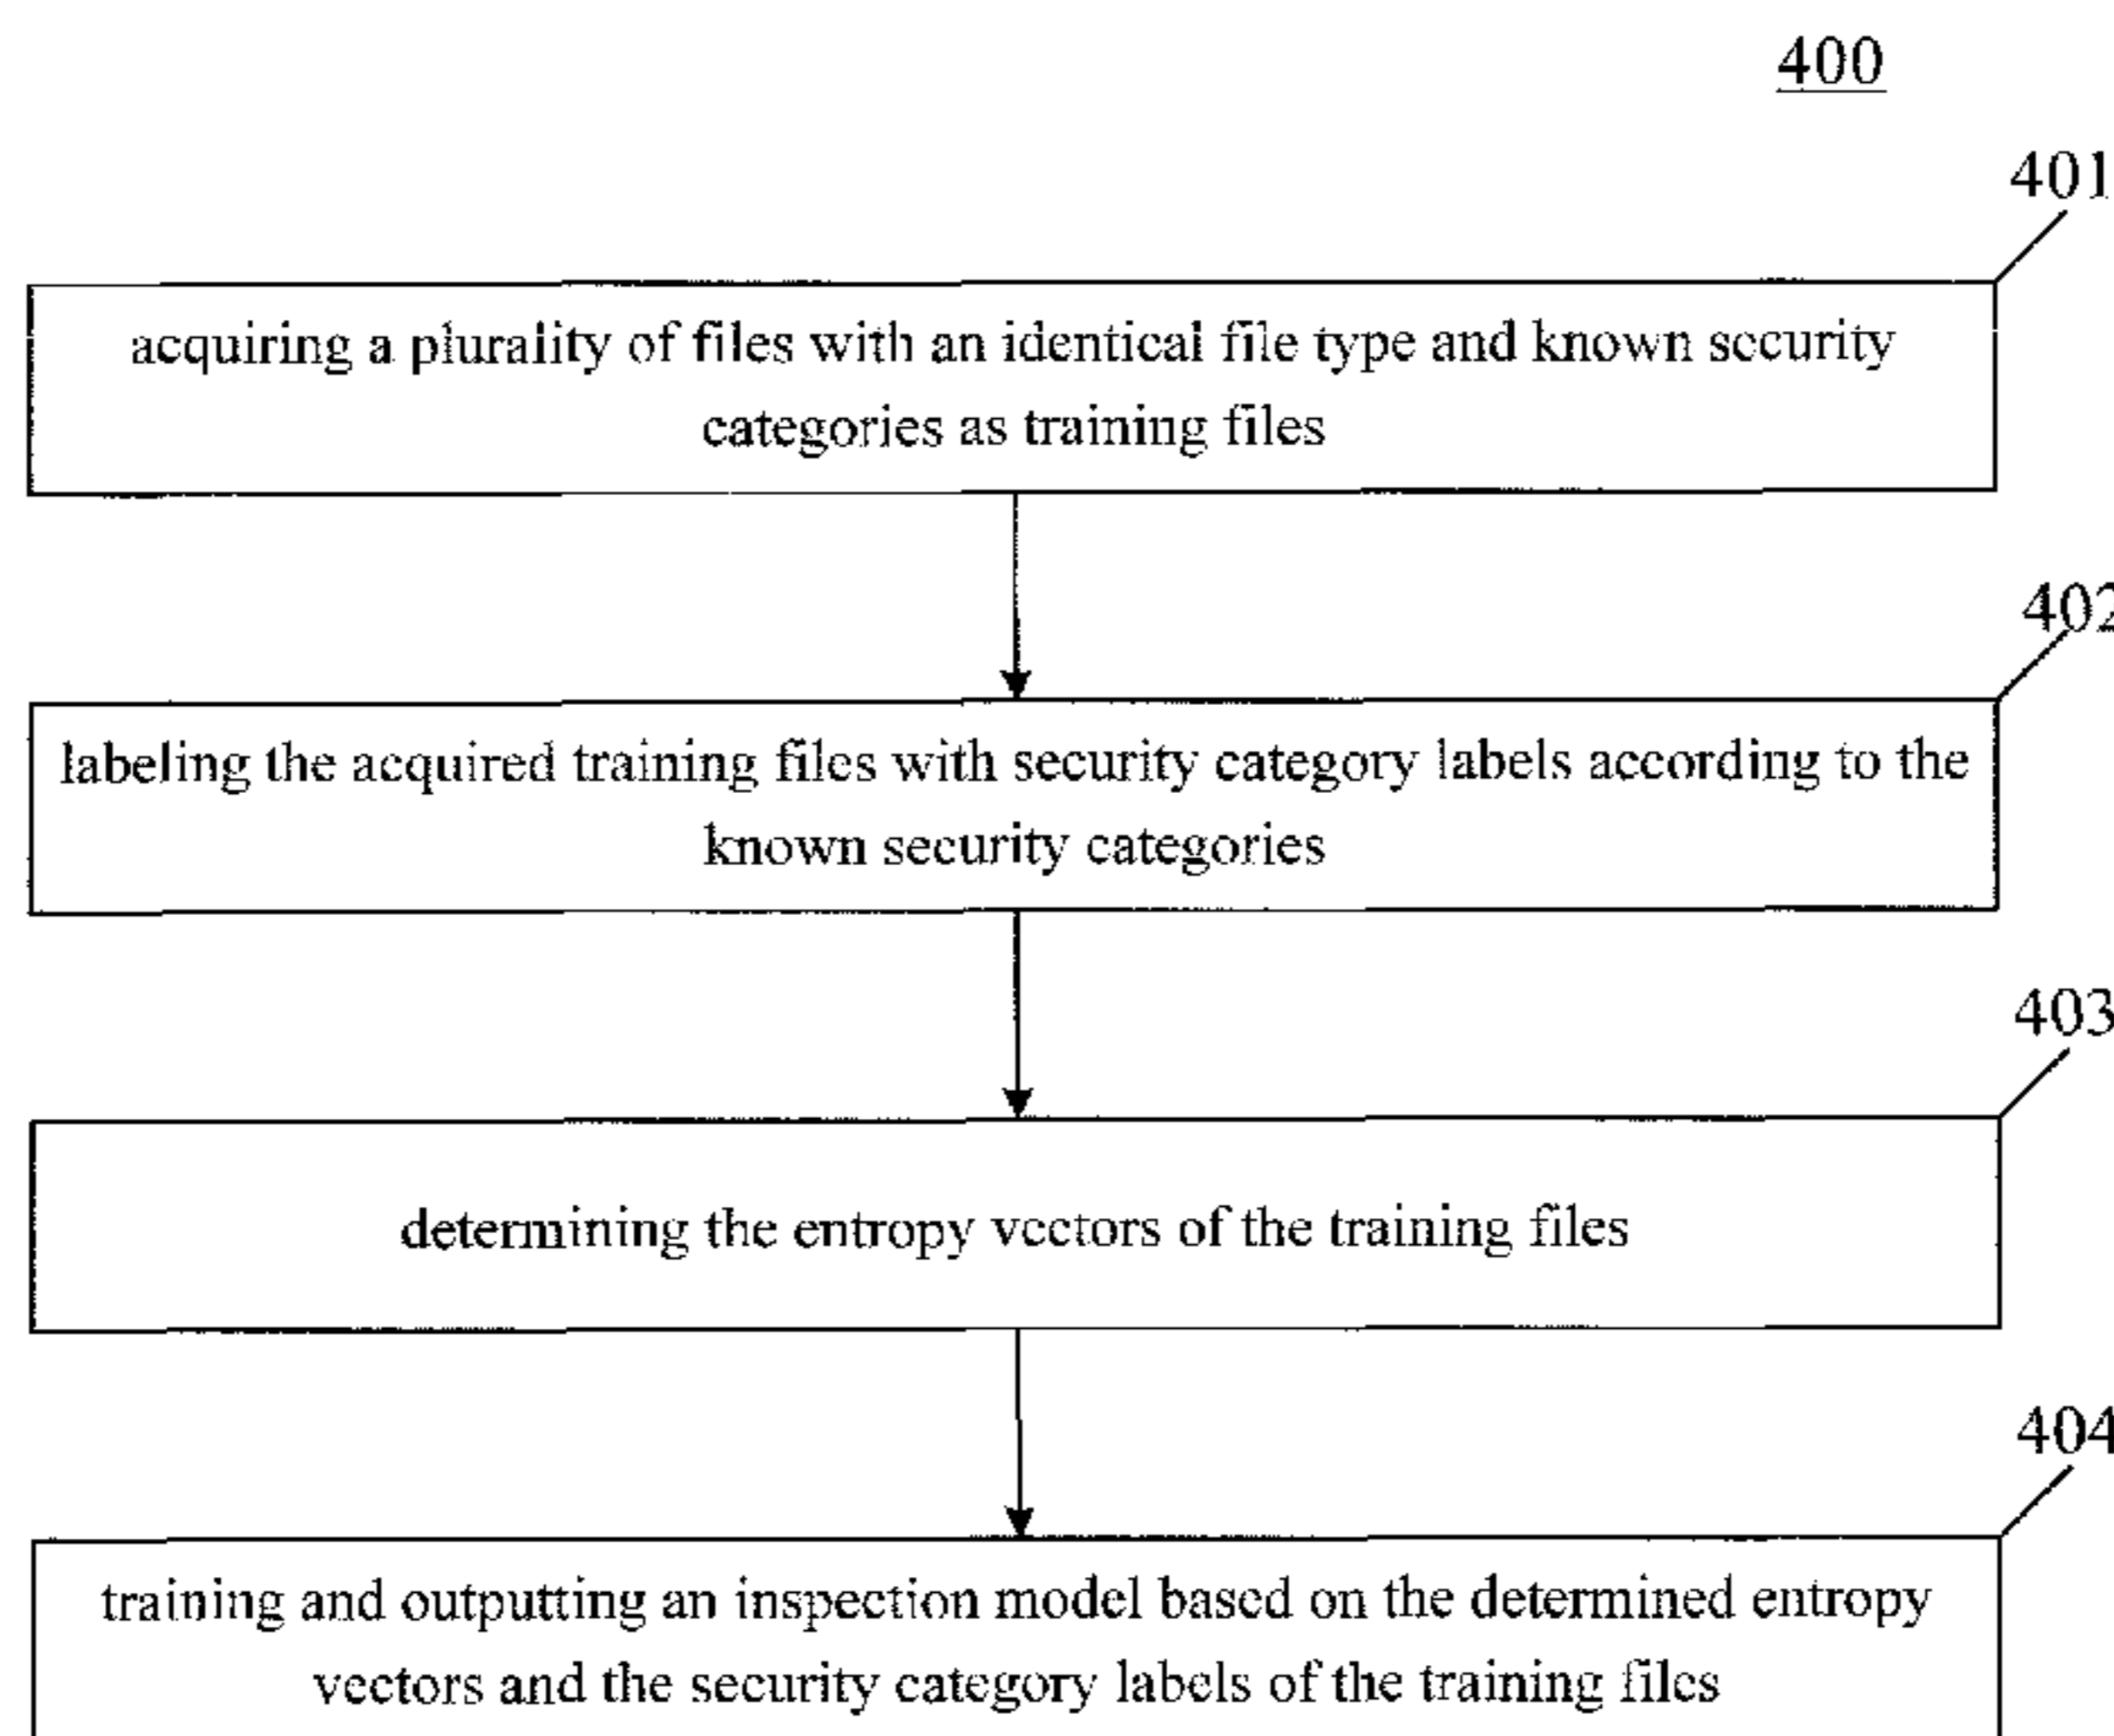 400
401
acquiring a plurality of files with an identical file type and known security
categories as training files
402
labeling the acquired training files with security category labels according to the
known security categories
403
determining the entropy vectors of the training files
404
training and outputting an inspection model based on the determined entropy
vectors and the security category labels of the training files